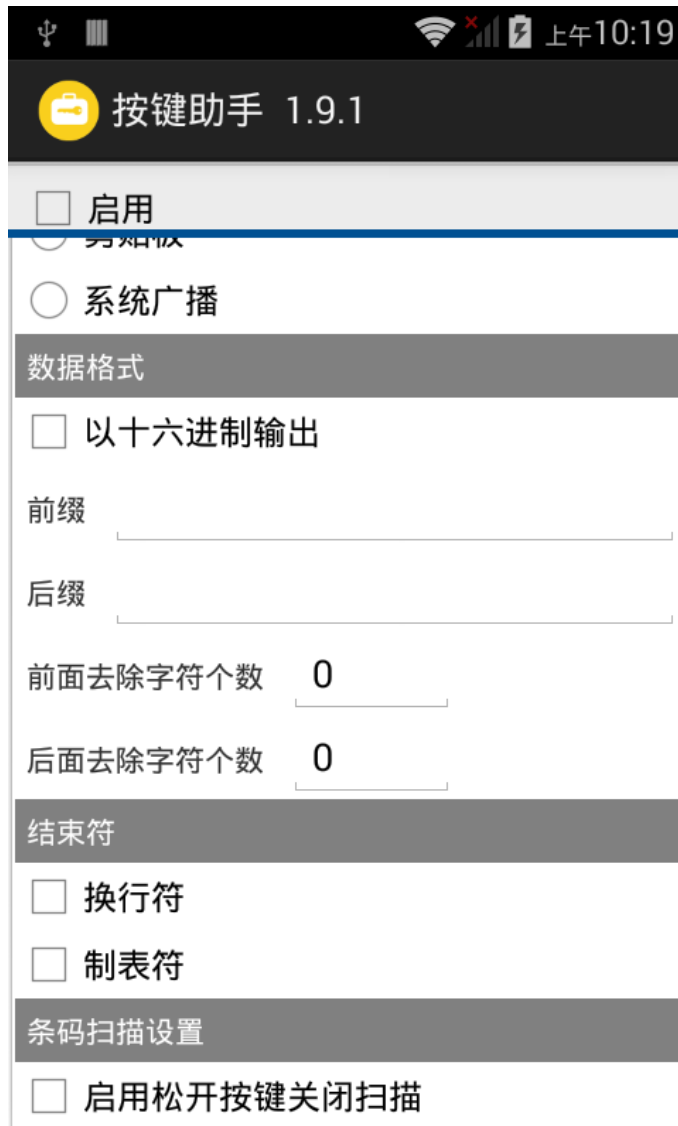 上午10:19
按键助手 1.9.1
启用
剪贴板
系统广播
数据格式
以十六进制输出
前缀
后缀
前面去除字符个数 0
后面去除字符个数 0
结束符
换行符
制表符
条码扫描设置
启用松开按键关闭扫描